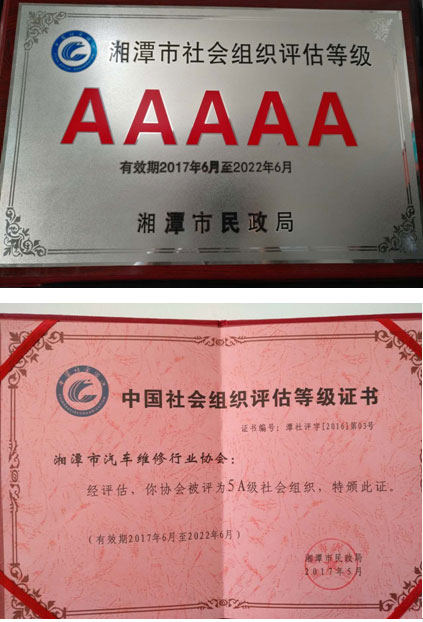 湘潭市社会组织评估等级
AAAAA
有效期2017年6月至2022年6月
湘潭市民政局
中国社会组织评估等级证书
证书编号：潭社评字[2016]第03号
湘潭市汽车维修行业协会：
经评估，你协会被评为5A级社会组织，特颁此证。
（有效期2017年6月至2022年6月）
湘潭市民政局
2017年5月